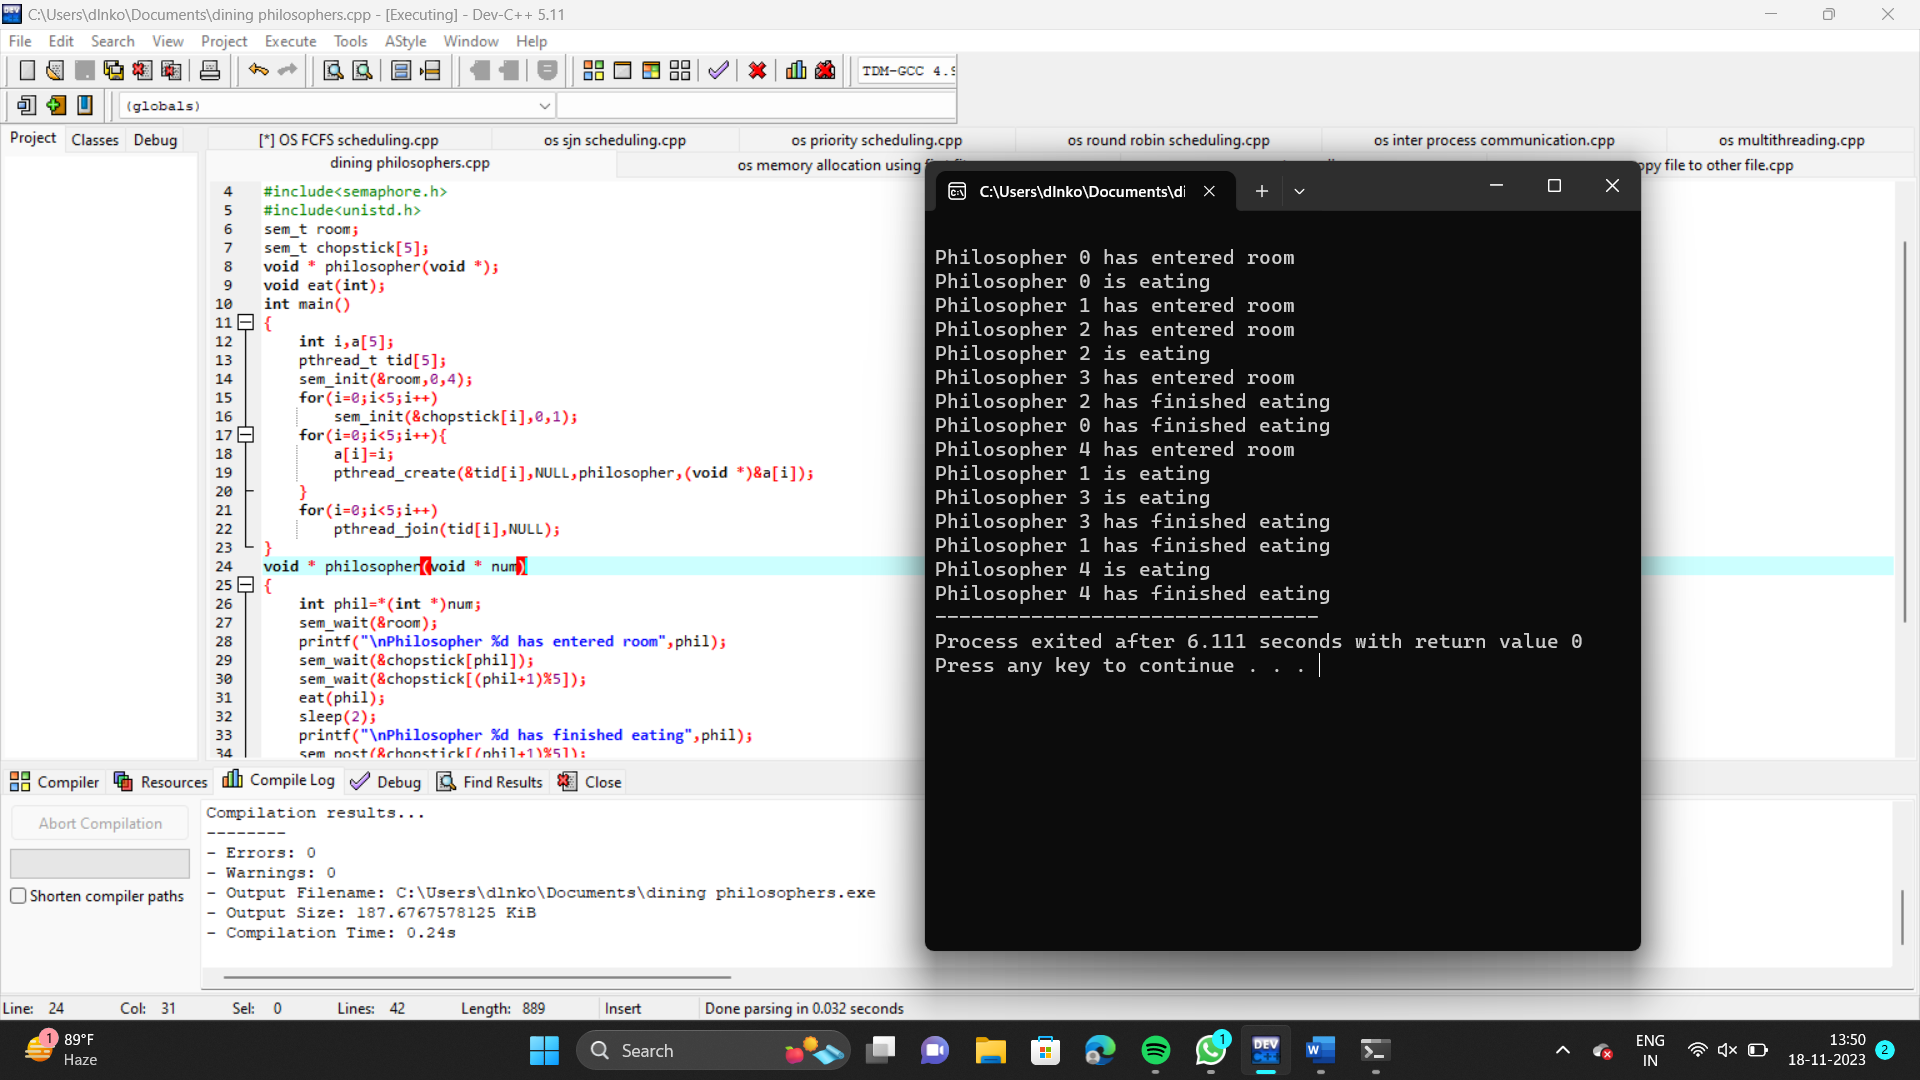 C:\Users\dlnko\Documents\dining philosophers.cpp - [Executing] - Dev-C++ 5.11
File Edit Search View Project Execute Tools AStyle Window Help
TDM-GCC 4.9
(globals)
Project Classes Debug
[*] OS FCFS scheduling.cpp os sjn scheduling.cpp os priority scheduling.cpp os round robin scheduling.cpp os inter process communication.cpp os multithreading.cpp
dining philosophers.cpp os memory allocation using opy file to other file.cpp
4 #include<semaphore.h>
5 #include<unistd.h>
6 sem_t room;
7 sem_t chopstick[5];
8 void * philosopher(void *);
9 void eat(int);
10 int main()
11 {
12 int i,a[5];
13 pthread_t tid[5];
14 sem_init(&room,0,4);
15 for(i=0;i<5;i++)
16 sem_init(&chopstick[i],0,1);
17 for(i=0;i<5;i++){
18 a[i]=i;
19 pthread_create(&tid[i],NULL,philosopher,(void *)&a[i]);
20 }
21 for(i=0;i<5;i++)
22 pthread_join(tid[i],NULL);
23 }
24 void * philosopher(void * num)
25 {
26 int phil=*(int *)num;
27 sem_wait(&room);
28 printf("\nPhilosopher %d has entered room",phil);
29 sem_wait(&chopstick[phil]);
30 sem_wait(&chopstick[(phil+1)%5]);
31 eat(phil);
32 sleep(2);
33 printf("\nPhilosopher %d has finished eating",phil);
34 sem_post(&chopstick[(phil+1)%5]);
C:\Users\dlnko\Documents\di
Philosopher 0 has entered room
Philosopher 0 is eating
Philosopher 1 has entered room
Philosopher 2 has entered room
Philosopher 2 is eating
Philosopher 3 has entered room
Philosopher 2 has finished eating
Philosopher 0 has finished eating
Philosopher 4 has entered room
Philosopher 1 is eating
Philosopher 3 is eating
Philosopher 3 has finished eating
Philosopher 1 has finished eating
Philosopher 4 is eating
Philosopher 4 has finished eating
--------------------------------
Process exited after 6.111 seconds with return value 0
Press any key to continue . . .
Compiler Resources Compile Log Debug Find Results Close
Abort Compilation
Shorten compiler paths
Compilation results...
--------
- Errors: 0
- Warnings: 0
- Output Filename: C:\Users\dlnko\Documents\dining philosophers.exe
- Output Size: 187.6767578125 KiB
- Compilation Time: 0.24s
Line: 24 Col: 31 Sel: 0 Lines: 42 Length: 889 Insert Done parsing in 0.032 seconds
1
89°F
Haze
Search
1
DEV
C++
W
ENG
IN
13:50
18-11-2023
2